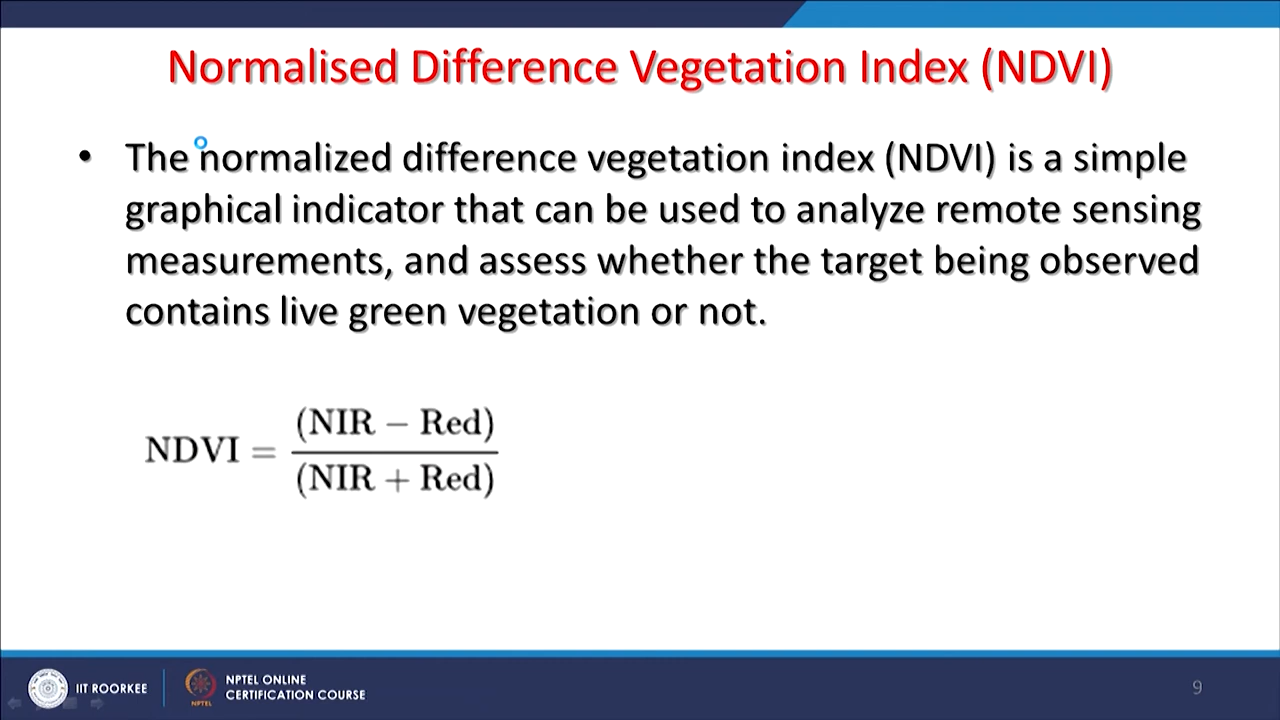 Normalised Difference Vegetation Index (NDVI)
• The normalized difference vegetation index (NDVI) is a simple
graphical indicator that can be used to analyze remote sensing
measurements, and assess whether the target being observed
contains live green vegetation or not.
NDVI = (NIR − Red)
(NIR + Red)
IIT ROORKEE
NPTEL
NPTEL ONLINE
CERTIFICATION COURSE
9